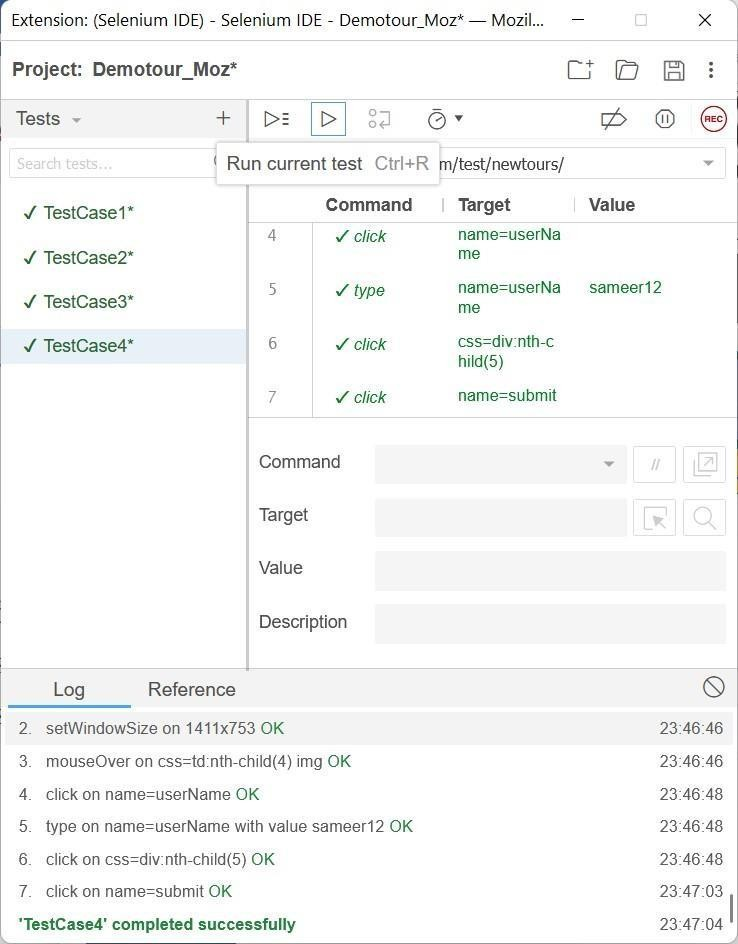 Extension: (Selenium IDE) - Selenium IDE - Demotour_Moz* — Mozil...
Project: Demotour_Moz*
Tests
REC
Search tests...
Run current test Ctrl+R
m/test/newtours/
Command Target Value
TestCase1*
TestCase2*
TestCase3*
TestCase4*
4 ✓ click name=userNa
me
5 ✓ type name=userNa sameer12
me
6 ✓ click css=div:nth-c
hild(5)
7 ✓ click name=submit
Command
//
Target
Value
Description
Log Reference
2. setWindowSize on 1411x753 OK 23:46:46
3. mouseOver on css=td:nth-child(4) img OK 23:46:46
4. click on name=userName OK 23:46:48
5. type on name=userName with value sameer12 OK 23:46:48
6. click on css=div:nth-child(5) OK 23:46:48
7. click on name=submit OK 23:47:03
'TestCase4' completed successfully 23:47:04